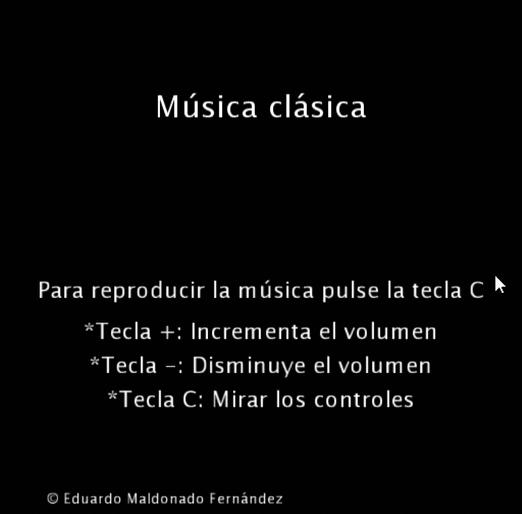 Música clásica
Para reproducir la música pulse la tecla C
*Tecla +: Incrementa el volumen
*Tecla -: Disminuye el volumen
*Tecla C: Mirar los controles
© Eduardo Maldonado Fernández